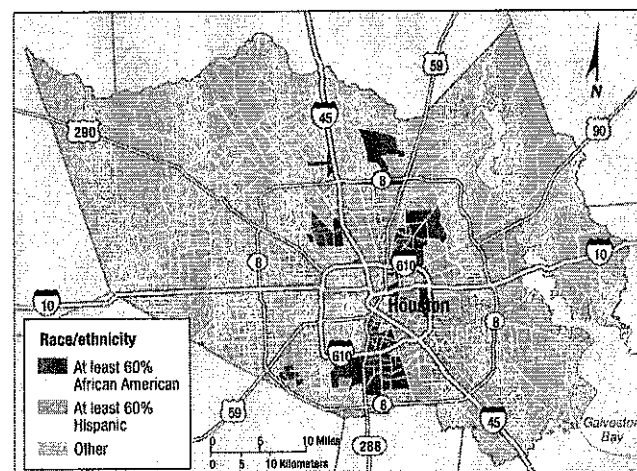 59
45
N
290
90
8
610
10
8
Houston
10
8
Race/ethnicity
At least 60%
African American
At least 60%
Hispanic
Other
610
59
0 5 10 Miles
0 5 10 Kilometers
288
45
Galveston
Bay